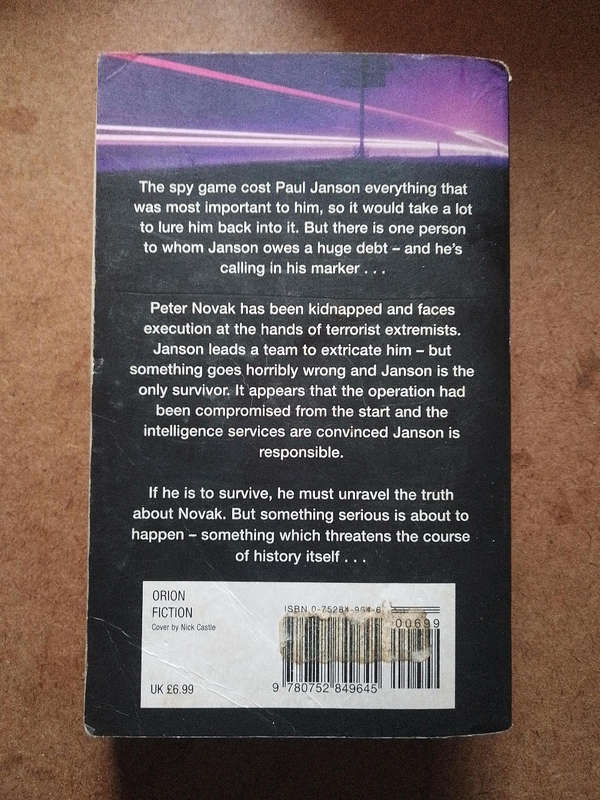 The spy game cost Paul Janson everything that
was most important to him, so it would take a lot
to lure him back into it. But there is one person
to whom Janson owes a huge debt – and he's
calling in his marker . . .
Peter Novak has been kidnapped and faces
execution at the hands of terrorist extremists.
Janson leads a team to extricate him – but
something goes horribly wrong and Janson is the
only survivor. It appears that the operation had
been compromised from the start and the
intelligence services are convinced Janson is
responsible.
If he is to survive, he must unravel the truth
about Novak. But something serious is about to
happen – something which threatens the course
of history itself . . .
ORION
FICTION
Cover by Nick Castle
ISBN 0-75284-964-6
00699
UK £6.99
9 780752 849645